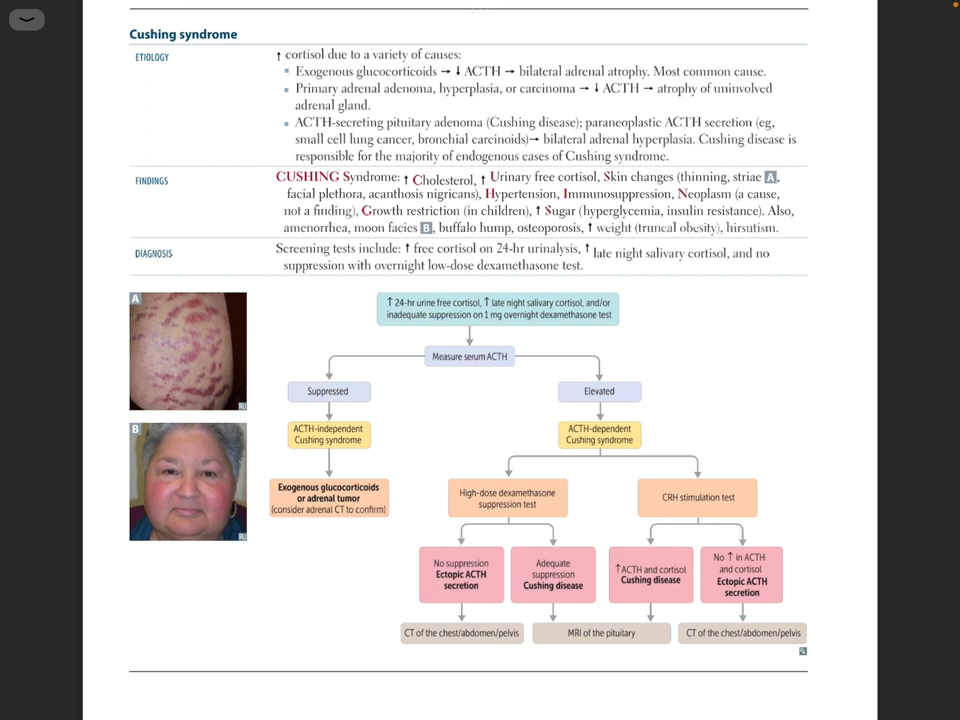 Cushing syndrome
ETIOLOGY
↑ cortisol due to a variety of causes:
▪ Exogenous glucocorticoids → ↓ ACTH → bilateral adrenal atrophy. Most common cause.
▪ Primary adrenal adenoma, hyperplasia, or carcinoma → ↓ ACTH → atrophy of uninvolved
adrenal gland.
▪ ACTH-secreting pituitary adenoma (Cushing disease); paraneoplastic ACTH secretion (eg,
small cell lung cancer, bronchial carcinoids)→ bilateral adrenal hyperplasia. Cushing disease is
responsible for the majority of endogenous cases of Cushing syndrome.
FINDINGS
CUSHING Syndrome: ↑ Cholesterol, ↑ Urinary free cortisol, Skin changes (thinning, striae A,
facial plethora, acanthosis nigricans), Hypertension, Immunosuppression, Neoplasm (a cause,
not a finding), Growth restriction (in children), ↑ Sugar (hyperglycemia, insulin resistance). Also,
amenorrhea, moon facies B, buffalo hump, osteoporosis, ↑ weight (truncal obesity), hirsutism.
DIAGNOSIS
Screening tests include: ↑ free cortisol on 24-hr urinalysis, ↑ late night salivary cortisol, and no
suppression with overnight low-dose dexamethasone test.
A
RU
B
RU
↑ 24-hr urine free cortisol, ↑ late night salivary cortisol, and/or
inadequate suppression on 1 mg overnight dexamethasone test
Measure serum ACTH
Suppressed
Elevated
ACTH-independent
Cushing syndrome
ACTH-dependent
Cushing syndrome
Exogenous glucocorticoids
or adrenal tumor
(consider adrenal CT to confirm)
High-dose dexamethasone
suppression test
CRH stimulation test
No suppression
Ectopic ACTH
secretion
Adequate
suppression
Cushing disease
↑ ACTH and cortisol
Cushing disease
No ↑ in ACTH
and cortisol
Ectopic ACTH
secretion
CT of the chest/abdomen/pelvis
MRI of the pituitary
CT of the chest/abdomen/pelvis